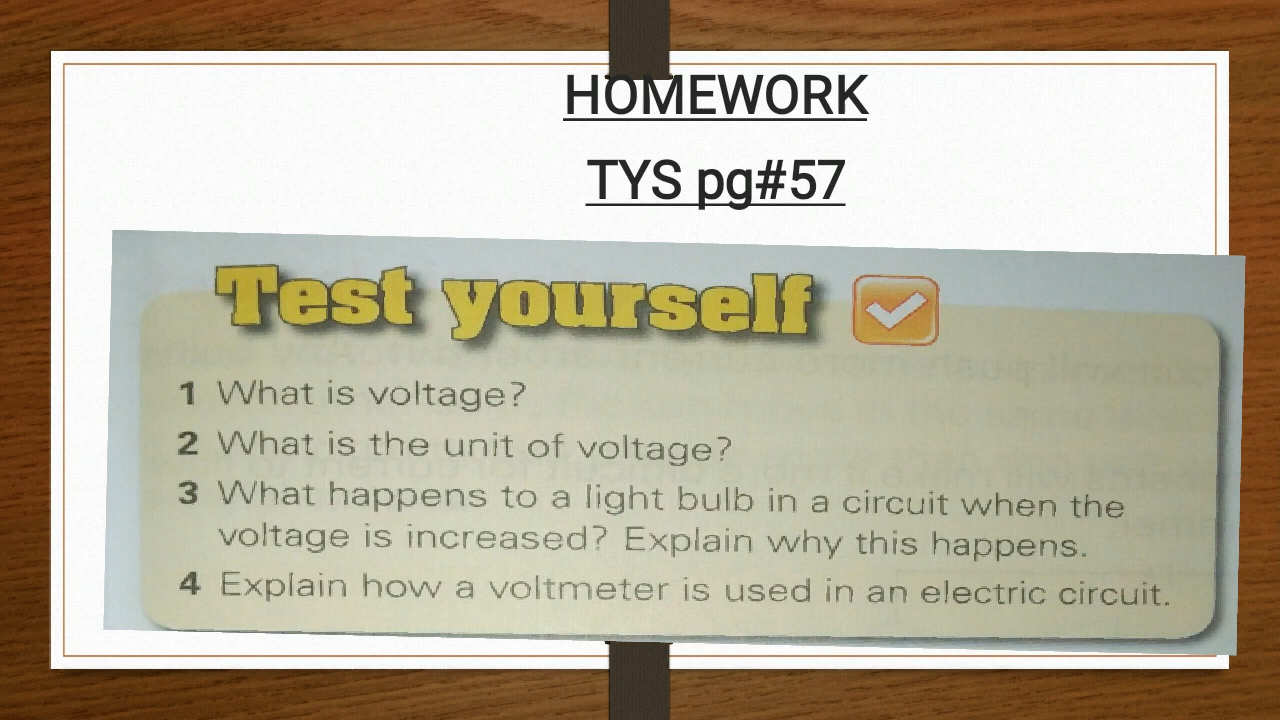 HOMEWORK
TYS pg#57
Test yourself
1 What is voltage?
2 What is the unit of voltage?
3 What happens to a light bulb in a circuit when the
voltage is increased? Explain why this happens.
4 Explain how a voltmeter is used in an electric circuit.